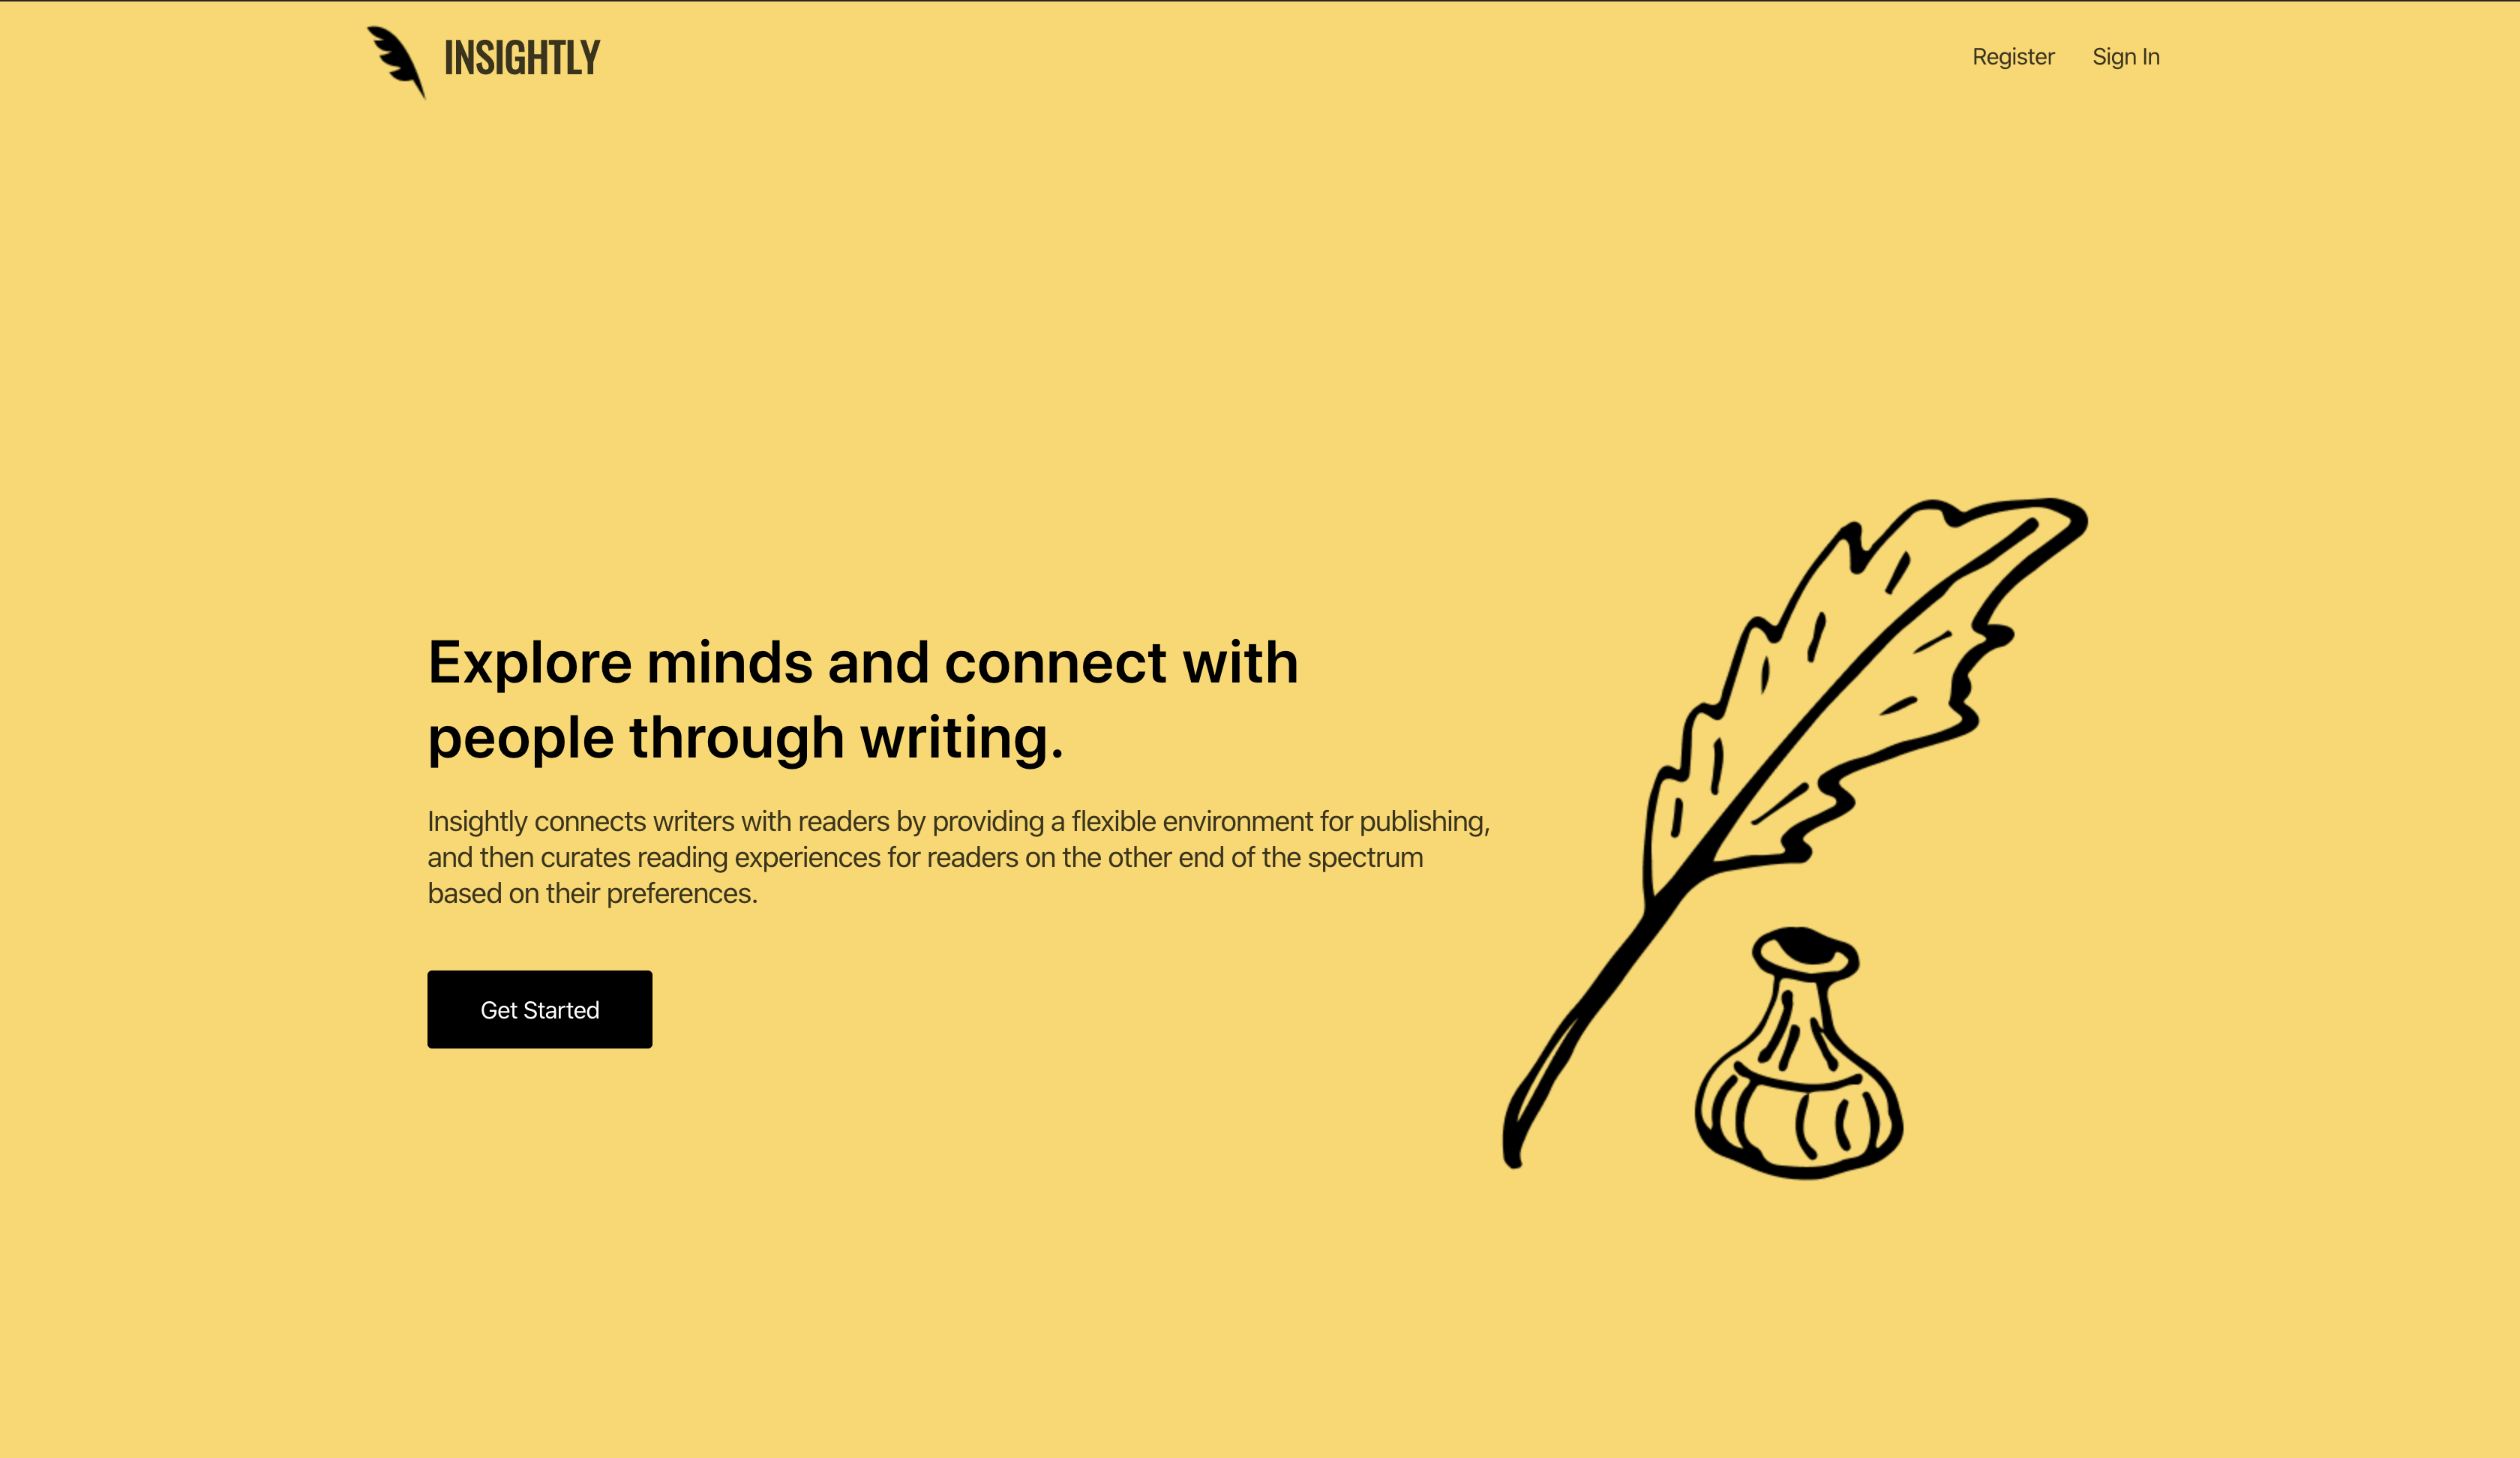 INSIGHTLY
Register
Sign In
Explore minds and connect with
people through writing.
Insightly connects writers with readers by providing a flexible environment for publishing,
and then curates reading experiences for readers on the other end of the spectrum
based on their preferences.
Get Started